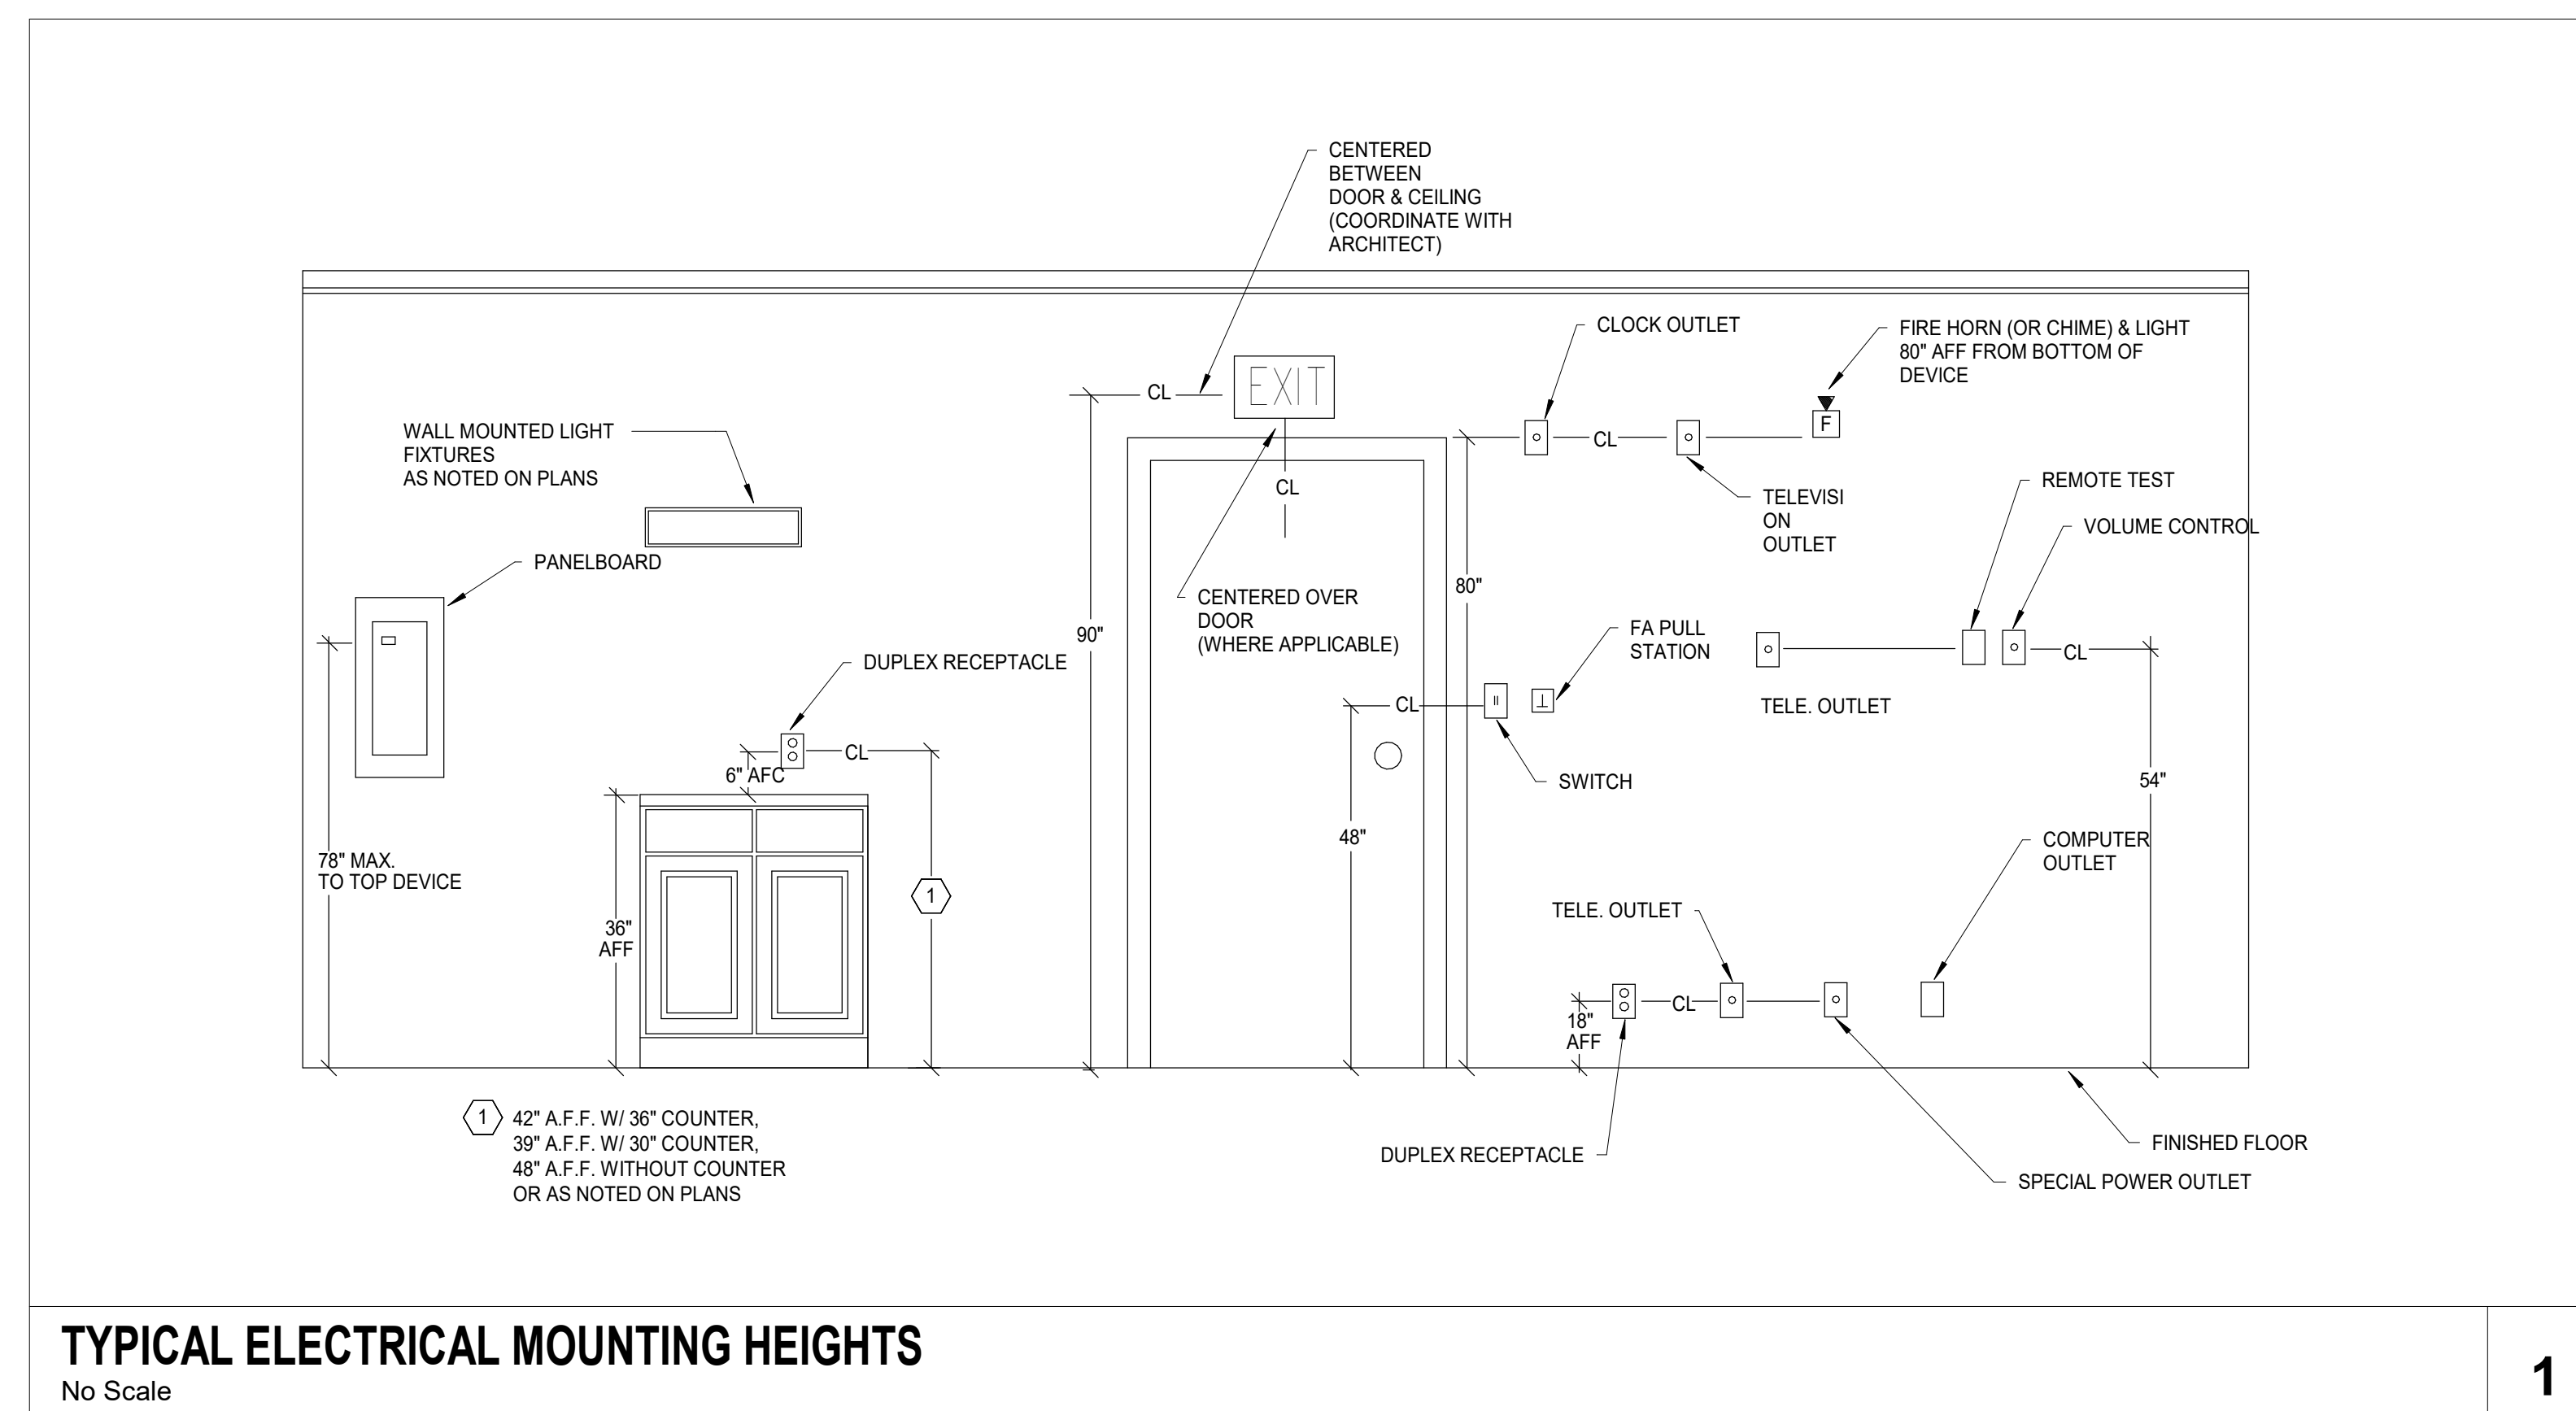 CENTERED
BETWEEN
DOOR & CEILING
(COORDINATE WITH
ARCHITECT)
CLOCK OUTLET
FIRE HORN (OR CHIME) & LIGHT
80" AFF FROM BOTTOM OF
DEVICE
EXIT
CL
F
CL
WALL MOUNTED LIGHT
FIXTURES
AS NOTED ON PLANS
CL
TELEVISI
ON
OUTLET
REMOTE TEST
VOLUME CONTROL
PANELBOARD
80"
CENTERED OVER
DOOR
(WHERE APPLICABLE)
90"
FA PULL
STATION
CL
DUPLEX RECEPTACLE
CL
TELE. OUTLET
CL
6" AFC
SWITCH
54"
48"
COMPUTER
OUTLET
78" MAX.
TO TOP DEVICE
1
36"
AFF
TELE. OUTLET
CL
18"
AFF
1
42" A.F.F. W/ 36" COUNTER,
39" A.F.F. W/ 30" COUNTER,
48" A.F.F. WITHOUT COUNTER
OR AS NOTED ON PLANS
DUPLEX RECEPTACLE
FINISHED FLOOR
SPECIAL POWER OUTLET
TYPICAL ELECTRICAL MOUNTING HEIGHTS
No Scale
1